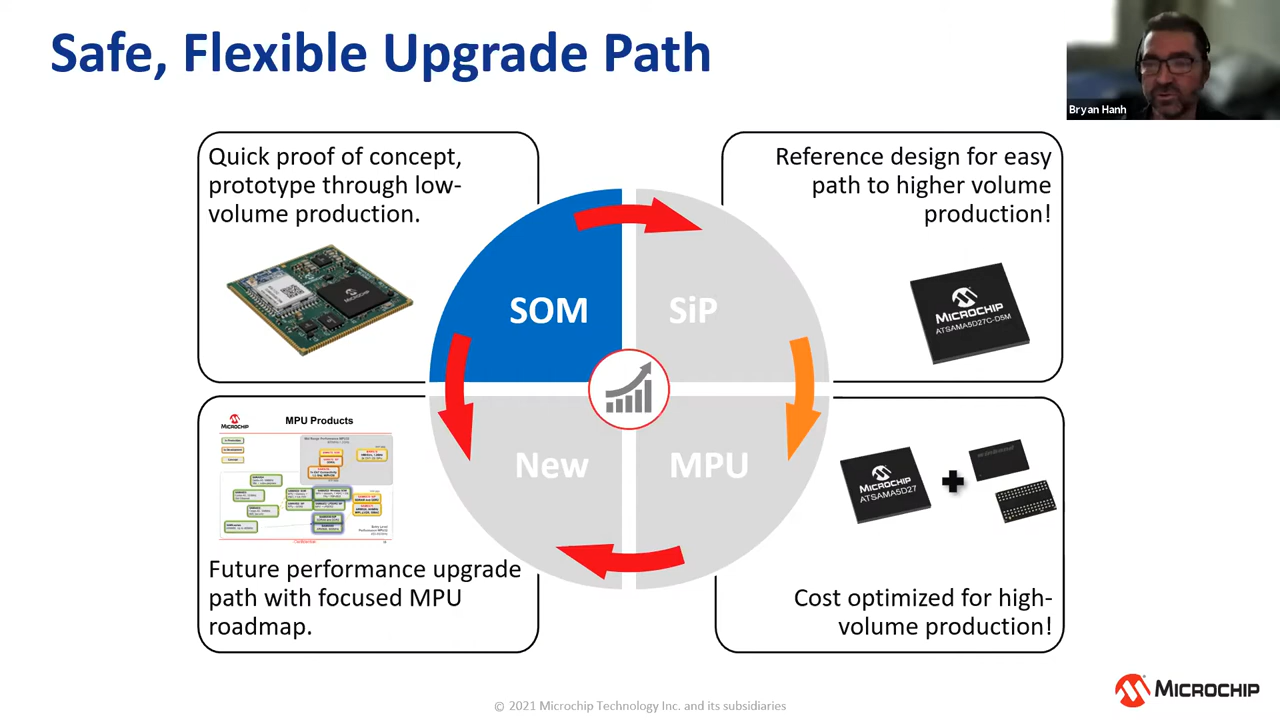 Safe, Flexible Upgrade Path
Bryan Hanh
Quick proof of concept,
prototype through low-
volume production.
Reference design for easy
path to higher volume
production!
MICROCHIP
ATSAMA5D27C-D5M
SOM
SiP
New
MPU
MICROCHIP
MPU Products
Future performance upgrade
path with focused MPU
roadmap.
MICROCHIP
ATSAMA5D27
Cost optimized for high-
volume production!
© 2021 Microchip Technology Inc. and its subsidiaries
MICROCHIP